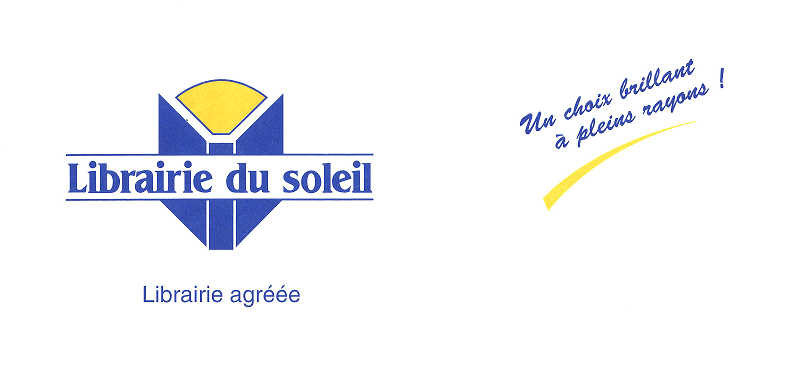 Librairie du soleil
Librairie agréée
Un choix brillant
à pleins rayons !